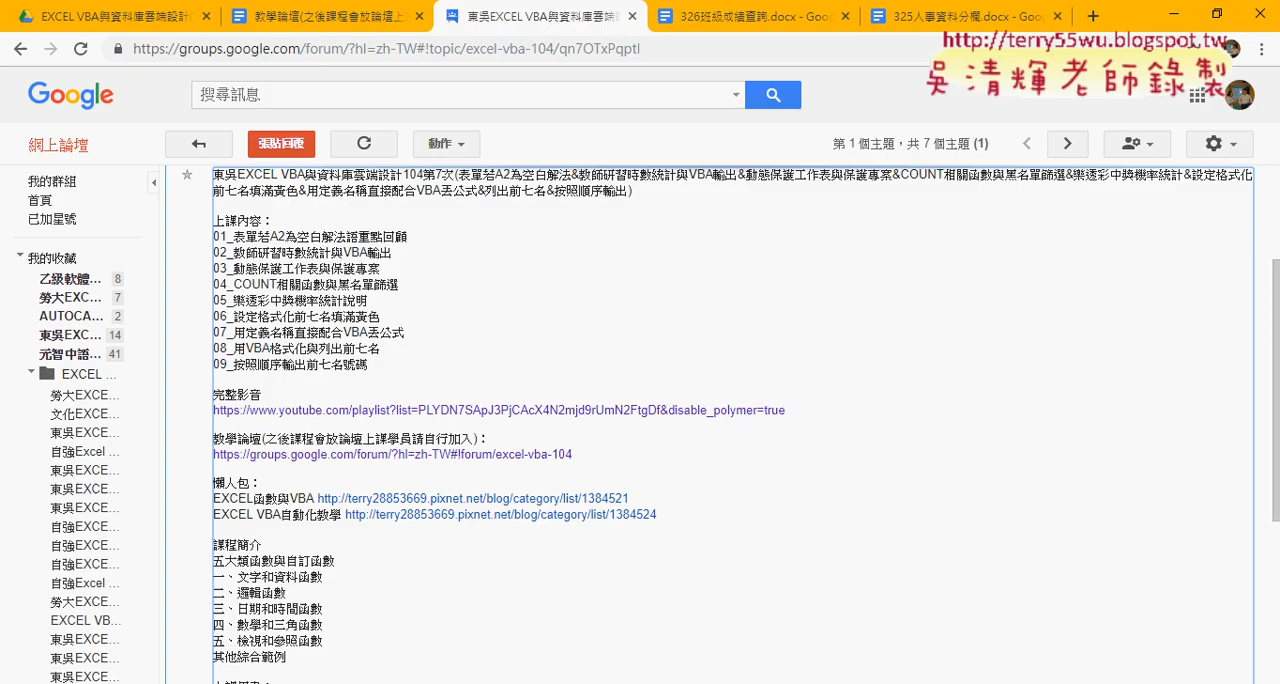 EXCEL VBA與資料庫雲端設計
教學論壇(之後課程會放論壇上
東吳EXCEL VBA與資料庫雲端
326班級成績查詢.docx - Goo
325人事資料分欄.docx - Goo
https://groups.google.com/forum/?hl=zh-TW#!topic/excel-vba-104/qn7OTxPqptI
http://terry55wu.blogspot.tw
吳清輝老師錄製
Google
搜尋訊息
網上論壇
張貼回覆
動作
第 1 個主題，共 7 個主題 (1)
我的群組
首頁
已加星號
我的收藏
乙級軟體... 8
勞大EXC... 7
AUTOCA... 2
東吳EXC... 14
元智中語... 41
EXCEL ...
勞大EXCE...
文化EXCE...
東吳EXCE...
自強Excel ...
東吳EXCE...
東吳EXCE...
東吳EXCE...
自強EXCE...
自強EXCE...
自強EXCE...
自強Excel ...
勞大EXCE...
EXCEL VB...
東吳EXCE...
東吳EXCE...
東吳EXCE...
東吳EXCEL VBA與資料庫雲端設計104第7次(表單若A2為空白解法&教師研習時數統計與VBA輸出&動態保護工作表與保護專案&COUNT相關函數與黑名單篩選&樂透彩中獎機率統計&設定格式化
前七名填滿黃色&用定義名稱直接配合VBA丟公式&列出前七名&按照順序輸出)
上課內容：
01_表單若A2為空白解法語重點回顧
02_教師研習時數統計與VBA輸出
03_動態保護工作表與保護專案
04_COUNT相關函數與黑名單篩選
05_樂透彩中獎機率統計說明
06_設定格式化前七名填滿黃色
07_用定義名稱直接配合VBA丟公式
08_用VBA格式化與列出前七名
09_按照順序輸出前七名號碼
完整影音
https://www.youtube.com/playlist?list=PLYDN7SApJ3PjCAcX4N2mjd9rUmN2FtgDf&disable_polymer=true
教學論壇(之後課程會放論壇上課學員請自行加入)：
https://groups.google.com/forum/?hl=zh-TW#!forum/excel-vba-104
懶人包：
EXCEL函數與VBA http://terry28853669.pixnet.net/blog/category/list/1384521
EXCEL VBA自動化教學 http://terry28853669.pixnet.net/blog/category/list/1384524
課程簡介
五大類函數與自訂函數
一、文字和資料函數
二、邏輯函數
三、日期和時間函數
四、數學和三角函數
五、檢視和參照函數
其他綜合範例